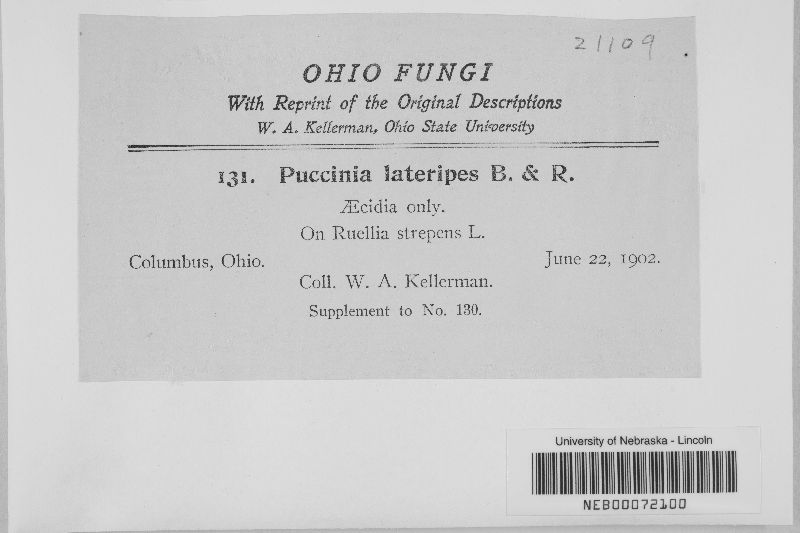 21109
OHIO FUNGI
With Reprint of the Original Descriptions
W. A. Kellerman, Ohio State University
131. Puccinia lateripes B. & R.
Æcidia only.
On Ruellia strepens L.
Columbus, Ohio. June 22, 1902.
Coll. W. A. Kellerman.
Supplement to No. 130.
University of Nebraska - Lincoln
NEB00072100